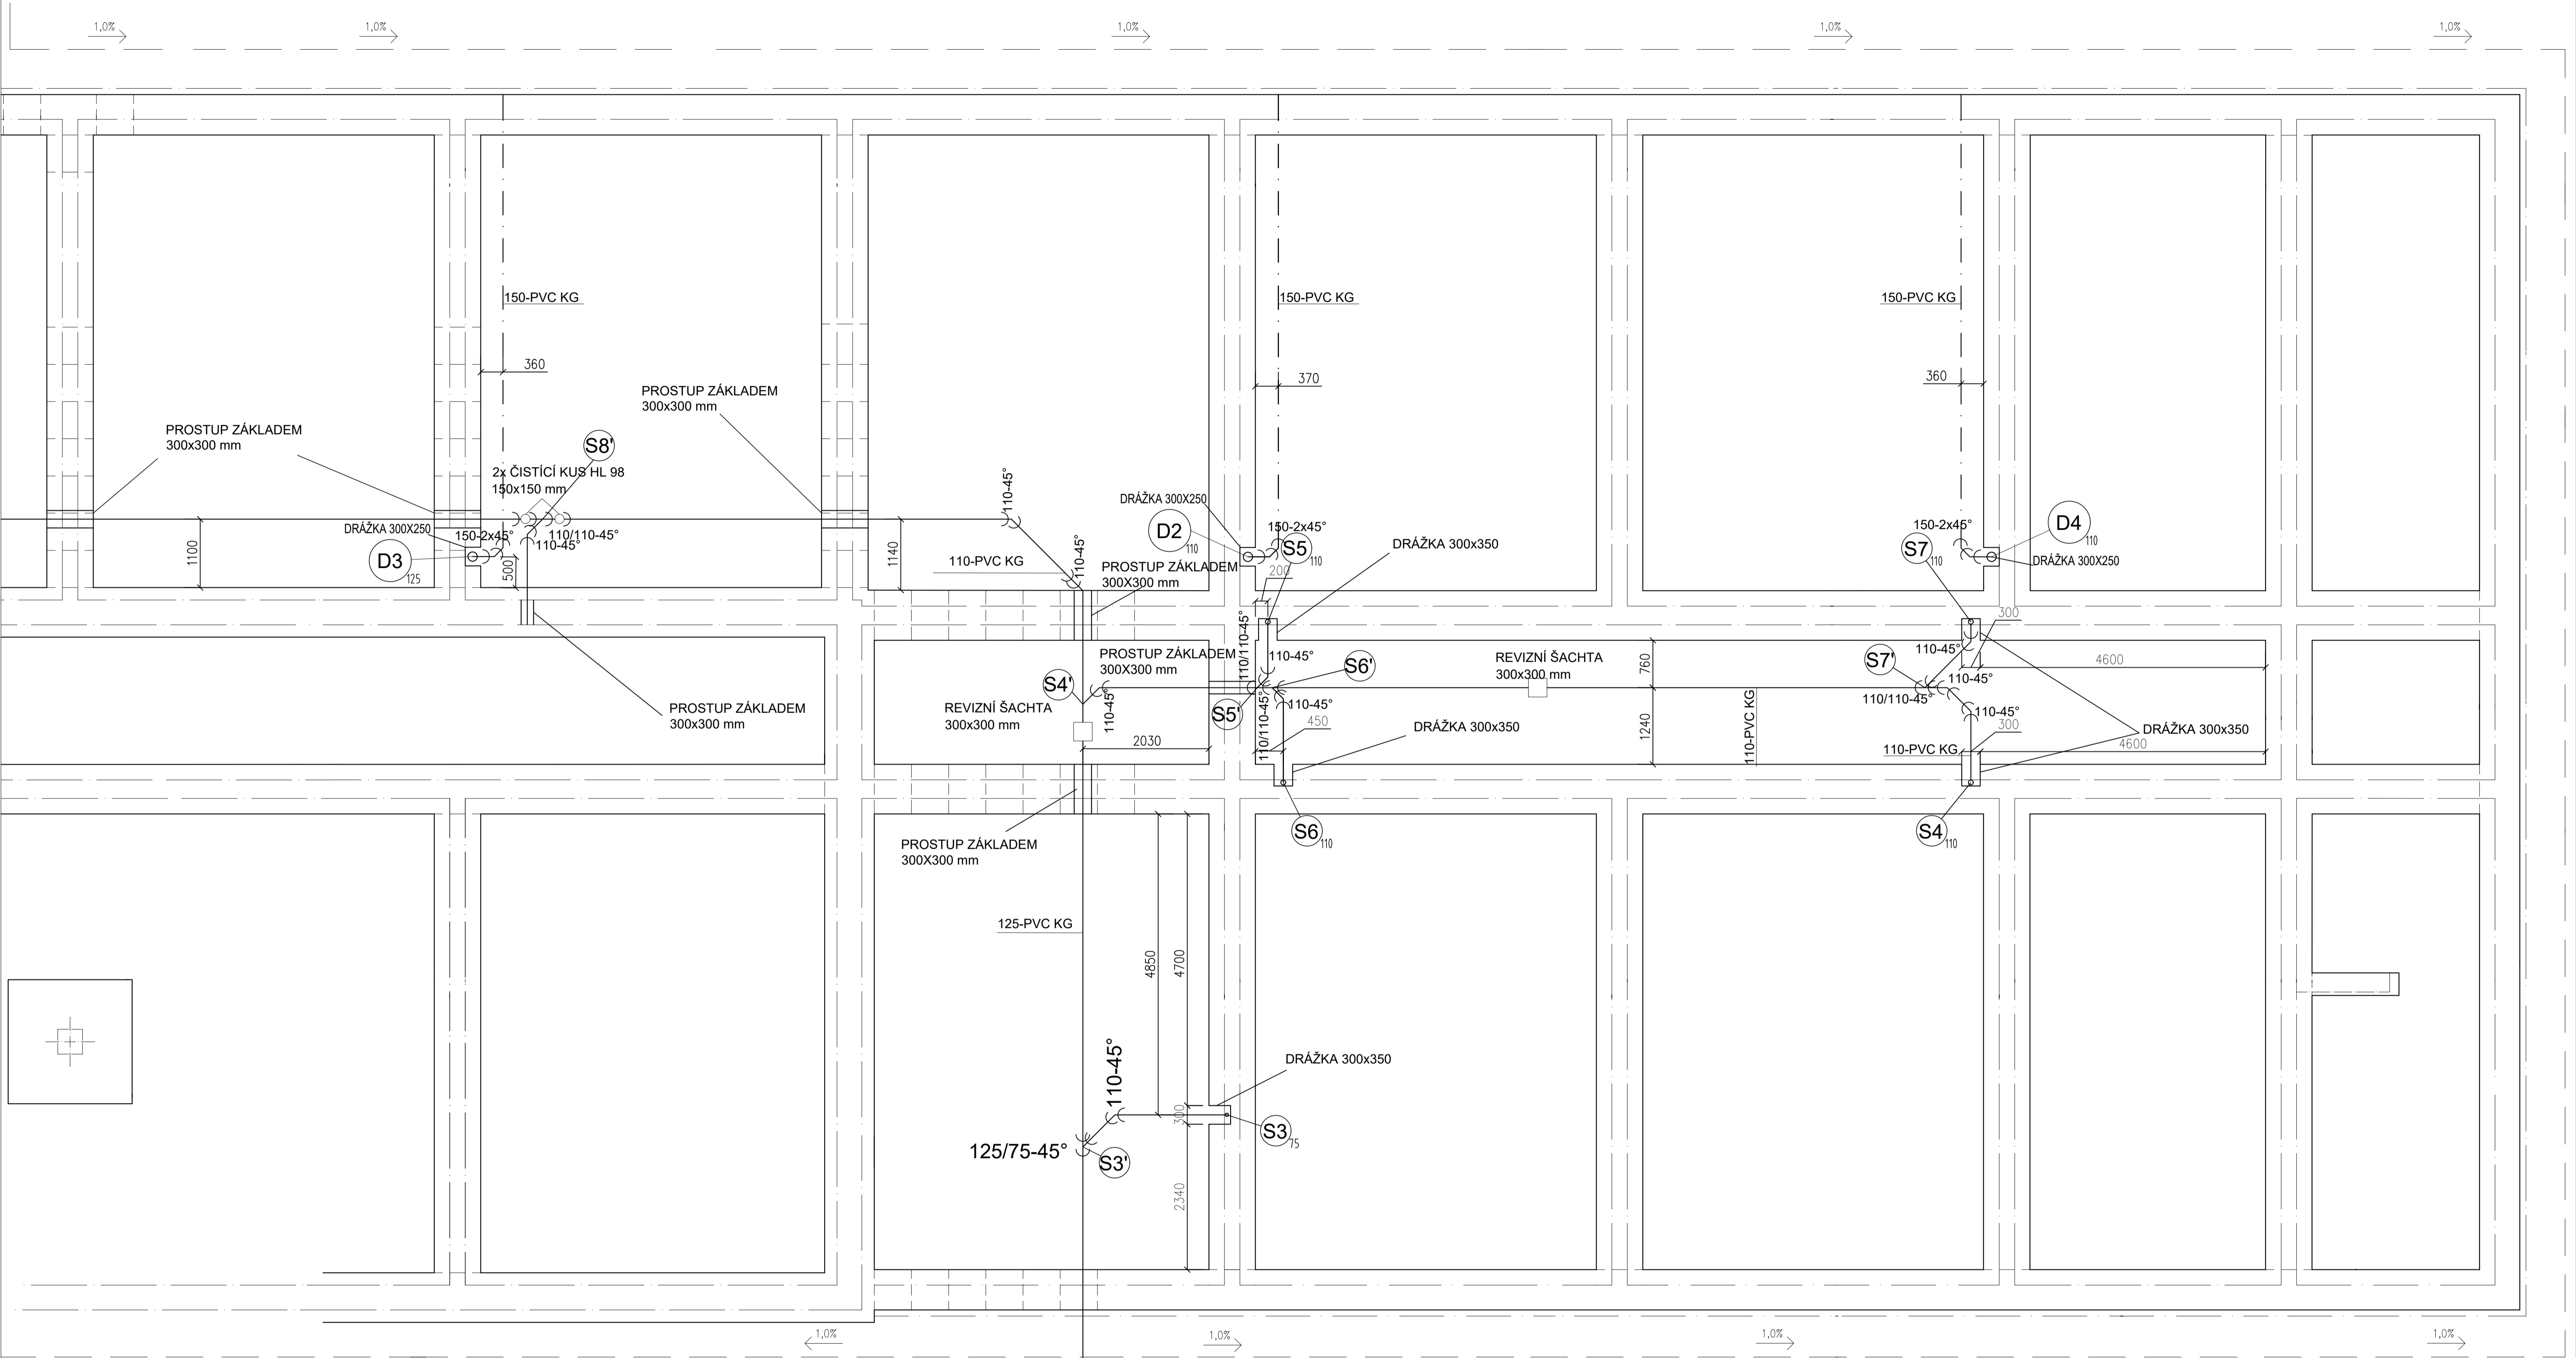 1,0%
1,0%
1,0%
1,0%
1,0%
150-PVC KG
150-PVC KG
150-PVC KG
360
370
360
PROSTUP ZÁKLADEM
300x300 mm
PROSTUP ZÁKLADEM
300x300 mm
S8'
2x ČISTÍCÍ KUS HL 98
150x150 mm
110-45°
DRÁŽKA 300X250
DRÁŽKA 300X250
150-2x45°
110/110-45°
110-45°
D3
125
500
1100
1140
110-PVC KG
110-45°
D2
110
150-2x45°
S5
110
200
DRÁŽKA 300x350
150-2x45°
D4
110
S7
110
DRÁŽKA 300X250
PROSTUP ZÁKLADEM
300X300 mm
300
110/110-45°
110-45°
PROSTUP ZÁKLADEM
300X300 mm
S6'
REVIZNÍ ŠACHTA
300x300 mm
760
S7'
110-45°
4600
S4'
110-45°
S5'
110/110-45°
110-45°
450
110/110-45°
110-45°
110-45°
300
REVIZNÍ ŠACHTA
300x300 mm
PROSTUP ZÁKLADEM
300x300 mm
2030
DRÁŽKA 300x350
1240
110-PVC KG
110-PVC KG
DRÁŽKA 300x350
4600
S6
110
S4
110
PROSTUP ZÁKLADEM
300X300 mm
125-PVC KG
4850
4700
110-45°
DRÁŽKA 300x350
300
S3
75
125/75-45°
S3'
2340
1,0%
1,0%
1,0%
1,0%